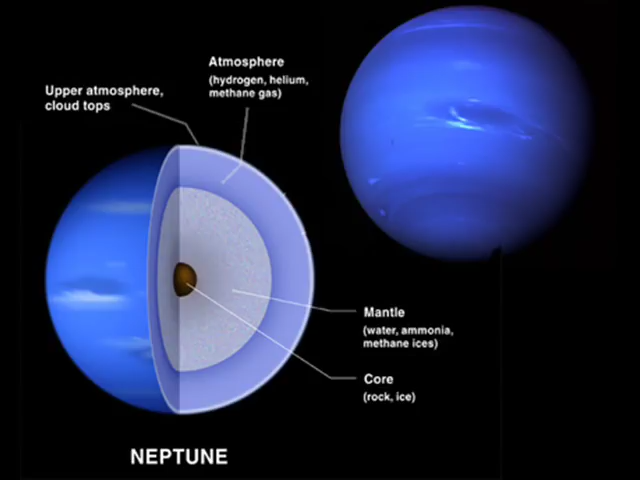 Atmosphere
(hydrogen, helium,
methane gas)
Upper atmosphere,
cloud tops
Mantle
(water, ammonia,
methane ices)
Core
(rock, ice)
NEPTUNE